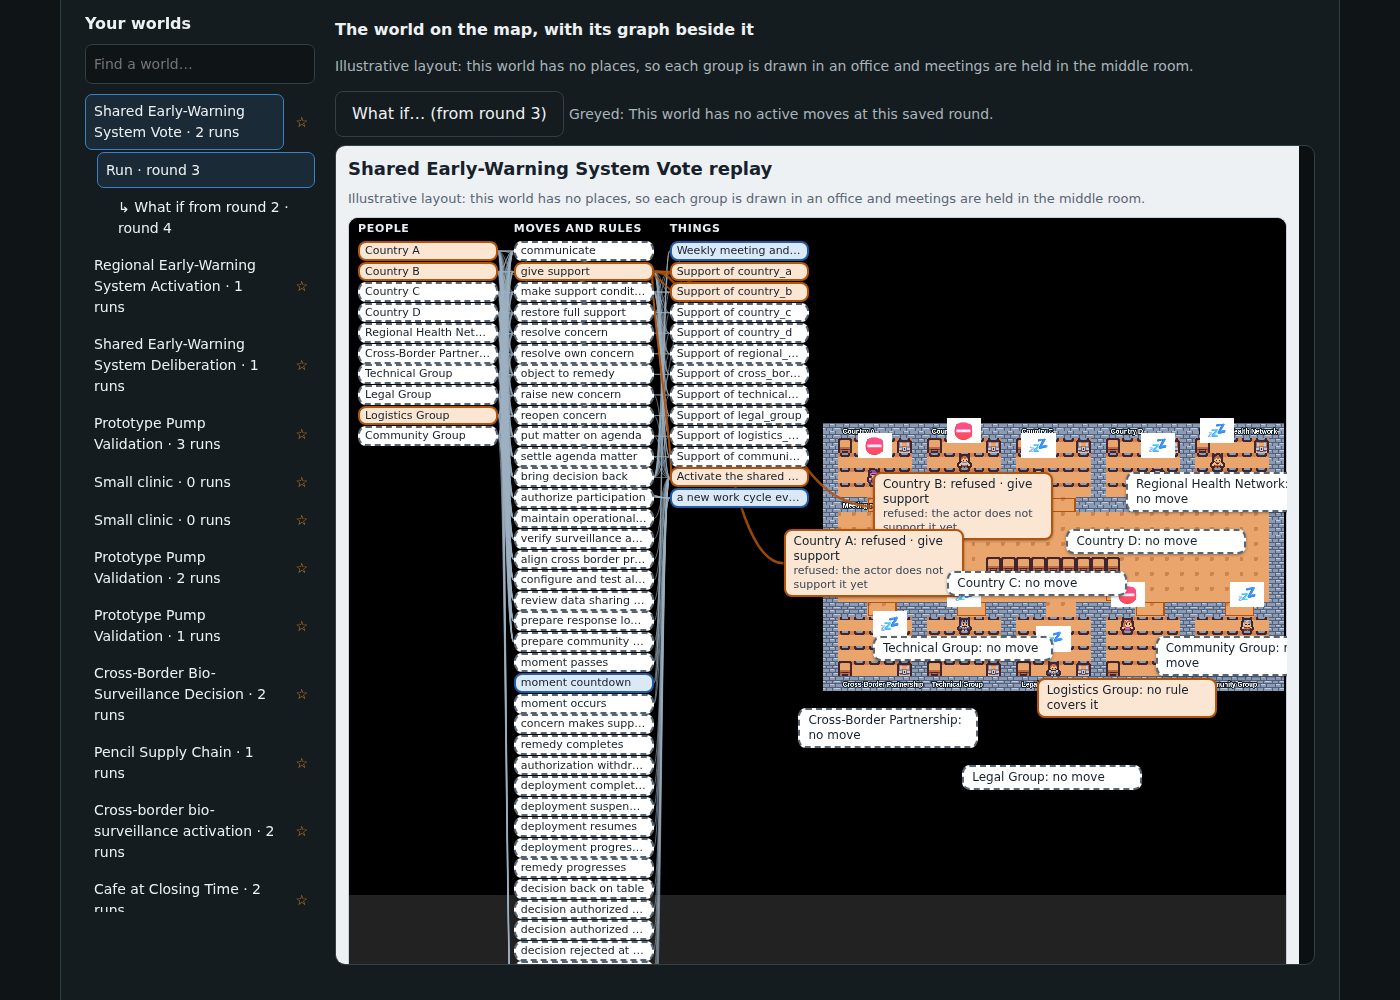 Your worlds
Find a world…
Shared Early-Warning
System Vote · 2 runs
☆
Run · round 3
↳ What if from round 2 ·
round 4
Regional Early-Warning
System Activation · 1
runs
☆
Shared Early-Warning
System Deliberation · 1
runs
☆
Prototype Pump
Validation · 3 runs
☆
Small clinic · 0 runs
☆
Small clinic · 0 runs
☆
Prototype Pump
Validation · 2 runs
☆
Prototype Pump
Validation · 1 runs
☆
Cross-Border Bio-
Surveillance Decision · 2
runs
☆
Pencil Supply Chain · 1
runs
☆
Cross-border bio-
surveillance activation · 2
runs
☆
Cafe at Closing Time · 2
runs
☆
The world on the map, with its graph beside it
Illustrative layout: this world has no places, so each group is drawn in an office and meetings are held in the middle room.
What if… (from round 3)
Greyed: This world has no active moves at this saved round.
Shared Early-Warning System Vote replay
Illustrative layout: this world has no places, so each group is drawn in an office and meetings are held in the middle room.
PEOPLE
Country A
Country B
Country C
Country D
Regional Health Net…
Cross-Border Partner…
Technical Group
Legal Group
Logistics Group
Community Group
MOVES AND RULES
communicate
give support
make support condit…
restore full support
resolve concern
resolve own concern
object to remedy
raise new concern
reopen concern
put matter on agenda
settle agenda matter
bring decision back
authorize participation
maintain operational…
verify surveillance a…
align cross border pr…
configure and test al…
review data sharing …
prepare response lo…
prepare community …
moment passes
moment countdown
moment occurs
concern makes supp…
remedy completes
authorization withdr…
deployment complet…
deployment suspen…
deployment resumes
deployment progres…
remedy progresses
decision back on table
decision authorized …
decision authorized …
decision rejected at …
THINGS
Weekly meeting and…
Support of country_a
Support of country_b
Support of country_c
Support of country_d
Support of regional_…
Support of cross_bor…
Support of technical…
Support of legal_group
Support of logistics_…
Support of communi…
Activate the shared …
a new work cycle ev…
Country B: refused · give
support
refused: the actor does not
support it yet
Regional Health Network:
no move
Country A: refused · give
support
refused: the actor does not
support it yet
Country D: no move
Country C: no move
Technical Group: no move
Community Group:
move
Cross-Border Partnership
Technical Group
Logistics Group: no rule
covers it
Cross-Border Partnership:
no move
Legal Group: no move